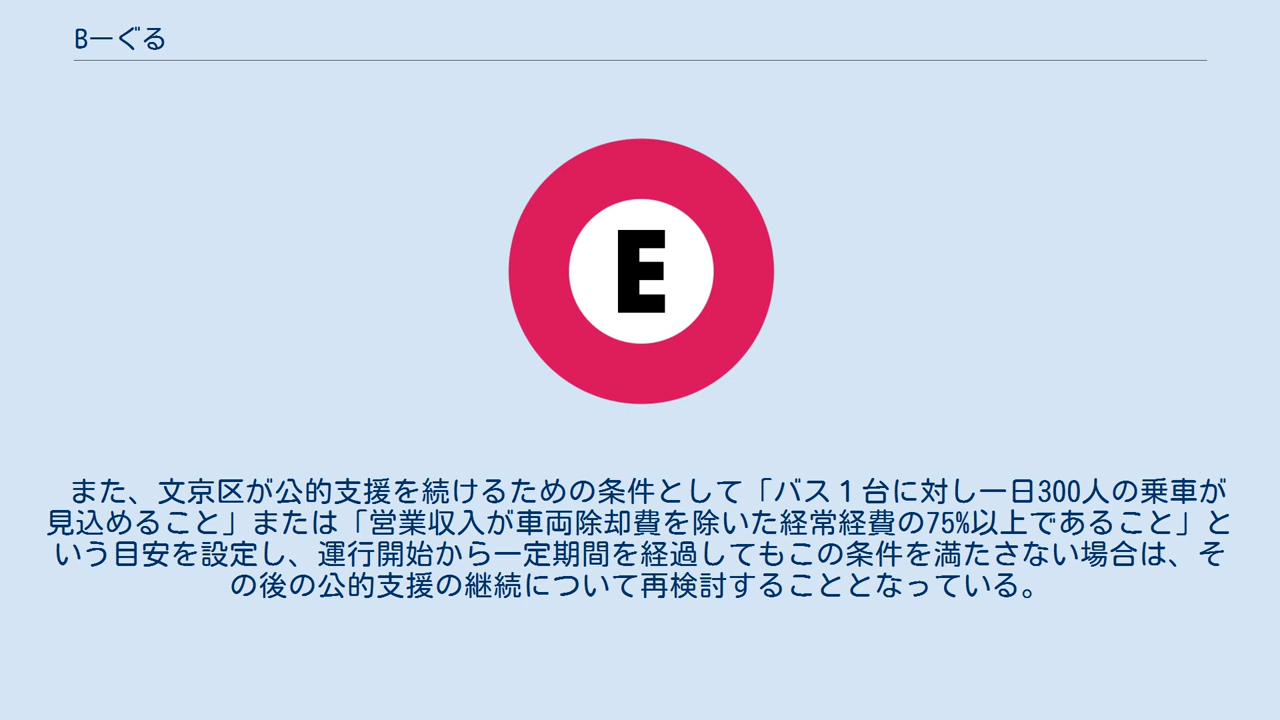 Bーぐる
E
また、文京区が公的支援を続けるための条件として「バス１台に対し一日300人の乗車が
見込めること」または「営業収入が車両除却費を除いた経常経費の75%以上であること」と
いう目安を設定し、運行開始から一定期間を経過してもこの条件を満たさない場合は、そ
の後の公的支援の継続について再検討することとなっている。